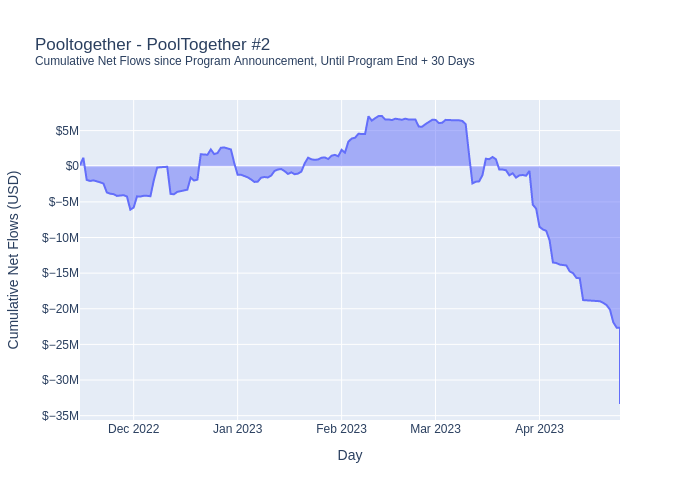 Pooltogether - PoolTogether #2
Cumulative Net Flows since Program Announcement, Until Program End + 30 Days
Cumulative Net Flows (USD)
$5M
$0
$−5M
$−10M
$−15M
$−20M
$−25M
$−30M
$−35M
Dec 2022
Jan 2023
Feb 2023
Mar 2023
Apr 2023
Day